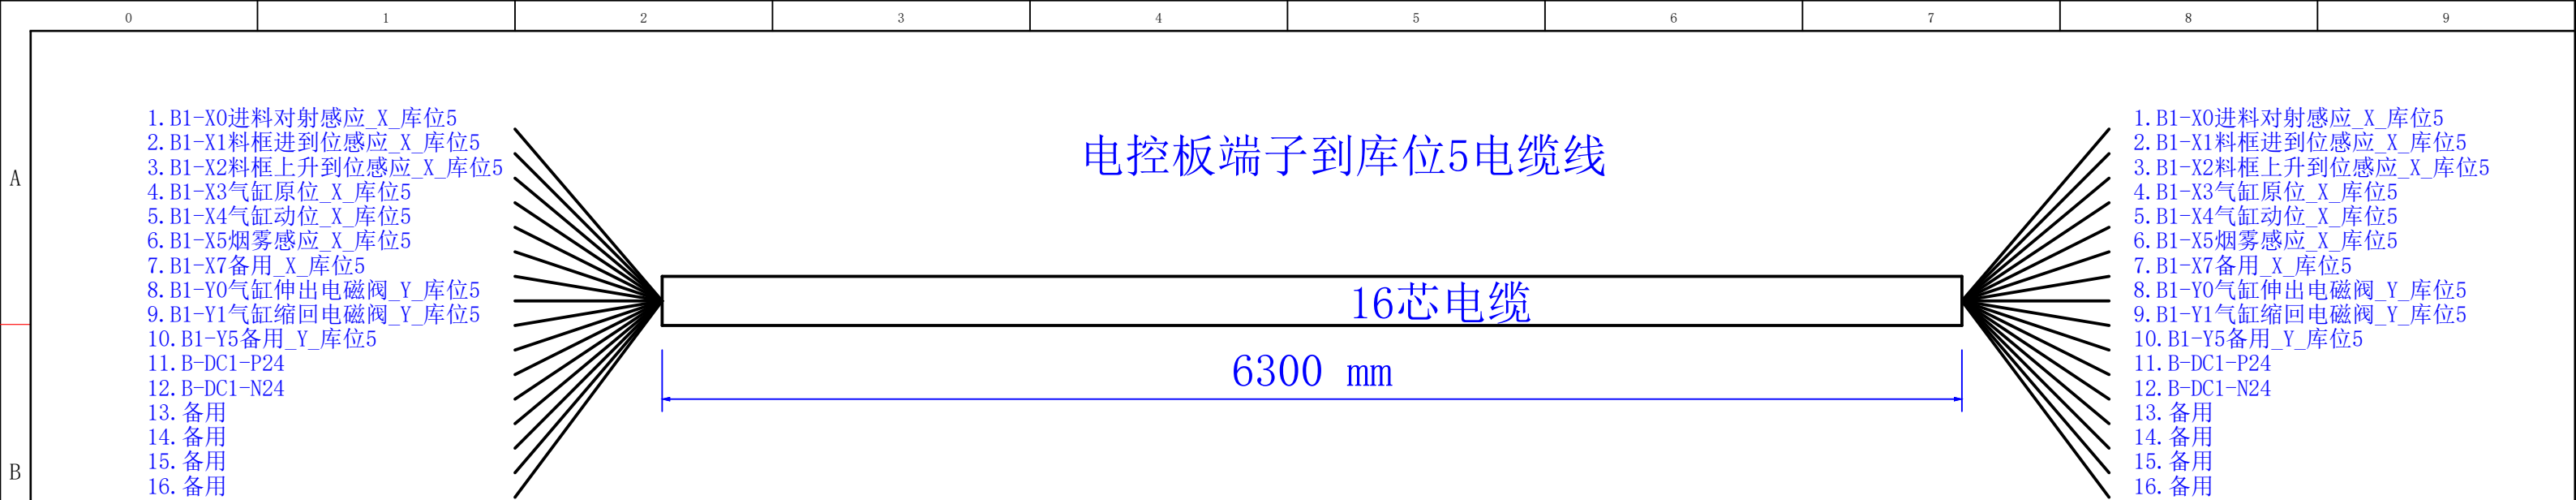 0 1 2 3 4 5 6 7 8 9
电控板端子到库位5电缆线
A
1.B1-X0进料对射感应_X_库位5
2.B1-X1料框进到位感应_X_库位5
3.B1-X2料框上升到位感应_X_库位5
4.B1-X3气缸原位_X_库位5
5.B1-X4气缸动位_X_库位5
6.B1-X5烟雾感应_X_库位5
7.B1-X7备用_X_库位5
8.B1-Y0气缸伸出电磁阀_Y_库位5
9.B1-Y1气缸缩回电磁阀_Y_库位5
10.B1-Y5备用_Y_库位5
11.B-DC1-P24
12.B-DC1-N24
13.备用
14.备用
15.备用
16.备用
B
16芯电缆
6300 mm
1.B1-X0进料对射感应_X_库位5
2.B1-X1料框进到位感应_X_库位5
3.B1-X2料框上升到位感应_X_库位5
4.B1-X3气缸原位_X_库位5
5.B1-X4气缸动位_X_库位5
6.B1-X5烟雾感应_X_库位5
7.B1-X7备用_X_库位5
8.B1-Y0气缸伸出电磁阀_Y_库位5
9.B1-Y1气缸缩回电磁阀_Y_库位5
10.B1-Y5备用_Y_库位5
11.B-DC1-P24
12.B-DC1-N24
13.备用
14.备用
15.备用
16.备用